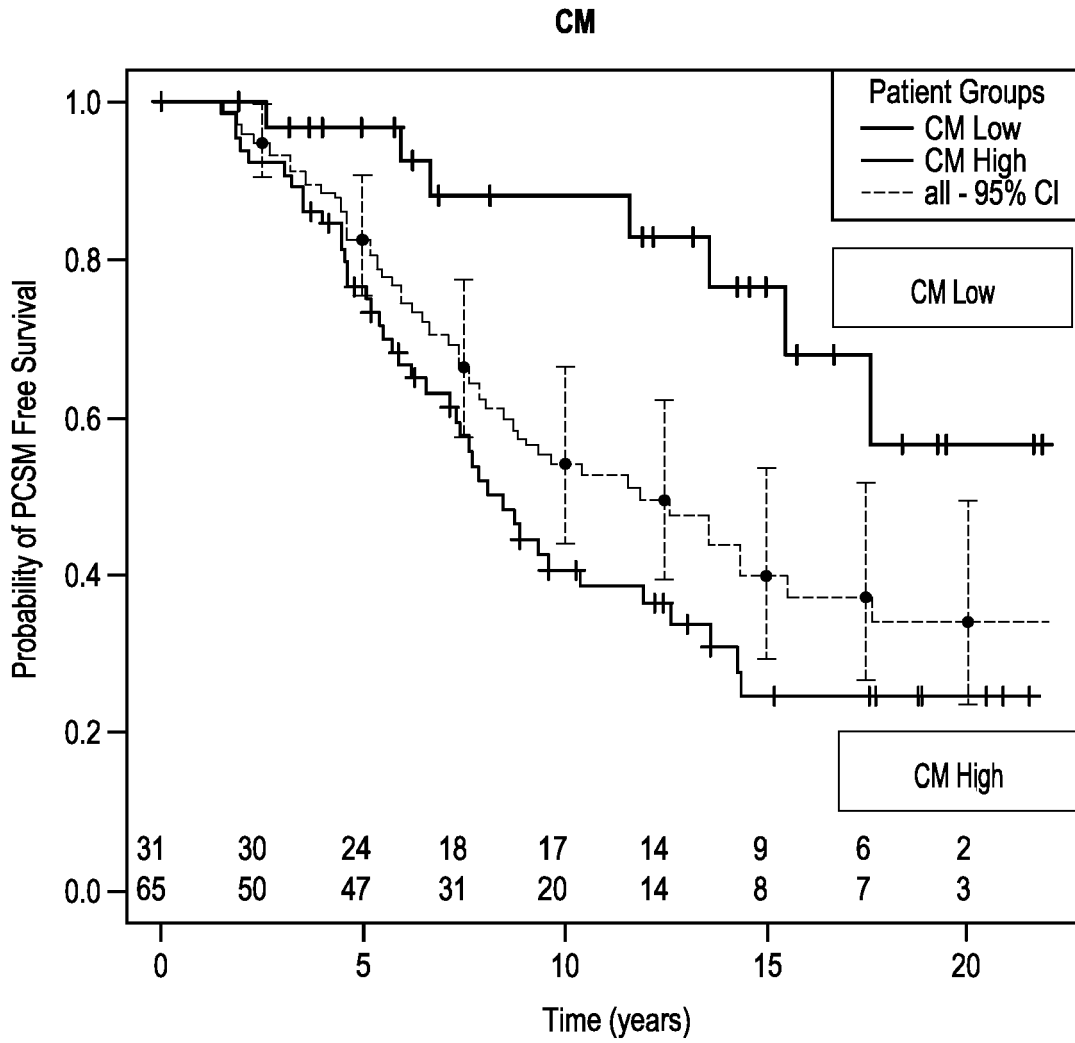 CM
Patient Groups
CM Low
CM High
all - 95% CI
CM Low
CM High
Probability of PCSM Free Survival
1.0
0.8
0.6
0.4
0.2
0.0
31 30 24 18 17 14 9 6 2
65 50 47 31 20 14 8 7 3
0 5 10 15 20
Time (years)